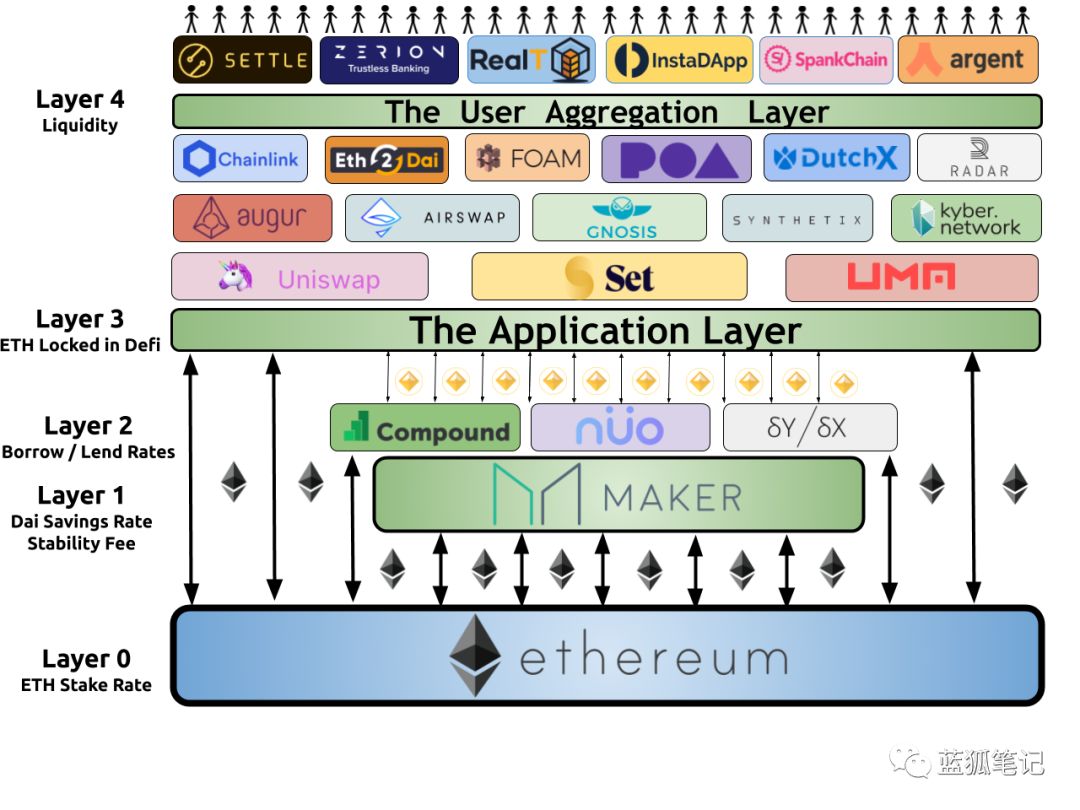 SETTLE
ZERION
Trustless Banking
RealT
InstaDApp
SpankChain
argent
Layer 4
Liquidity
The User Aggregation Layer
Chainlink
Eth2Dai
FOAM
POA
DutchX
RADAR
augur
AIRSWAP
GNOSIS
SYNTHETIX
kyber.
network
Uniswap
Set
UMA
Layer 3
ETH Locked in Defi
The Application Layer
Layer 2
Borrow / Lend Rates
Compound
nüo
δY/δX
Layer 1
Dai Savings Rate
Stability Fee
MAKER
Layer 0
ETH Stake Rate
ethereum
蓝狐笔记